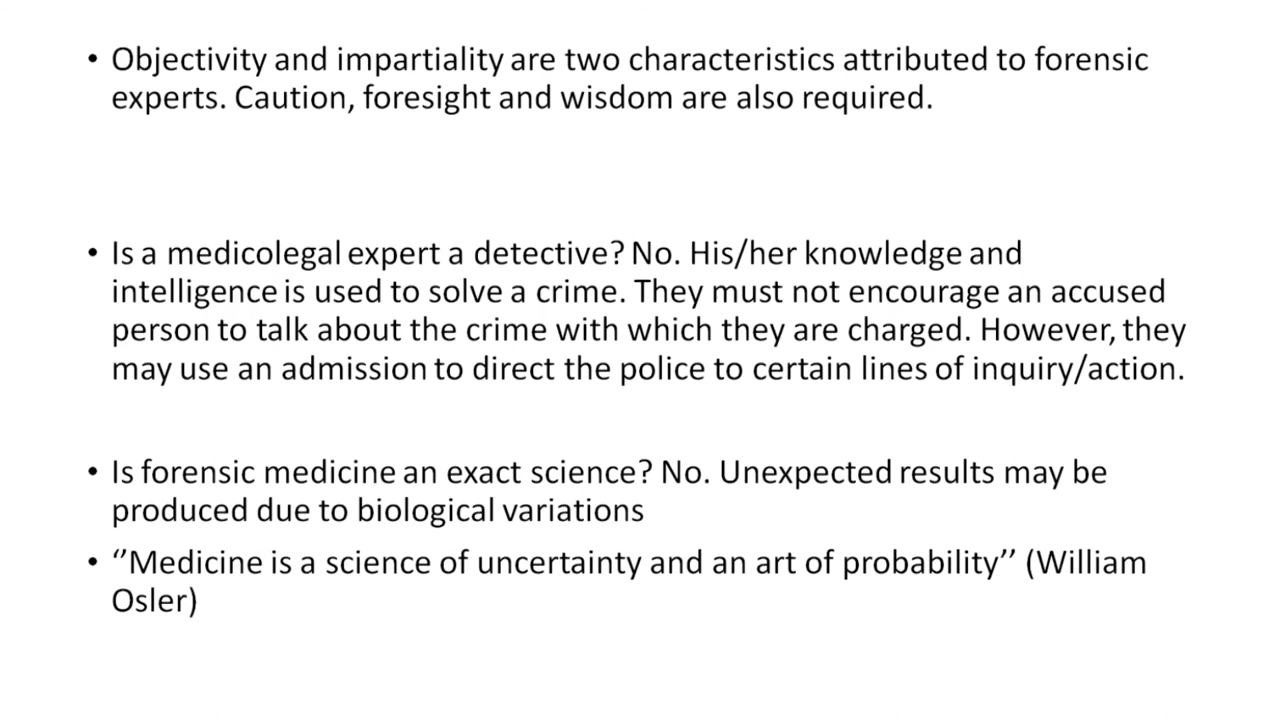 • Objectivity and impartiality are two characteristics attributed to forensic
experts. Caution, foresight and wisdom are also required.
• Is a medicolegal expert a detective? No. His/her knowledge and
intelligence is used to solve a crime. They must not encourage an accused
person to talk about the crime with which they are charged. However, they
may use an admission to direct the police to certain lines of inquiry/action.
• Is forensic medicine an exact science? No. Unexpected results may be
produced due to biological variations
• ‘’Medicine is a science of uncertainty and an art of probability’’ (William
Osler)